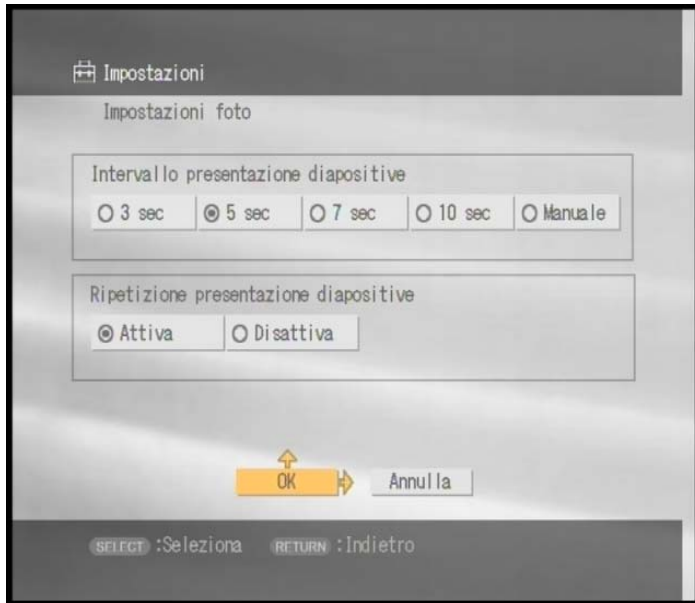 Impostazioni
Impostazioni foto
Intervallo presentazione diapositive
3 sec 5 sec 7 sec 10 sec Manuale
Ripetizione presentazione diapositive
Attiva Disattiva
OK Annulla
SELECT :Seleziona RETURN :Indietro